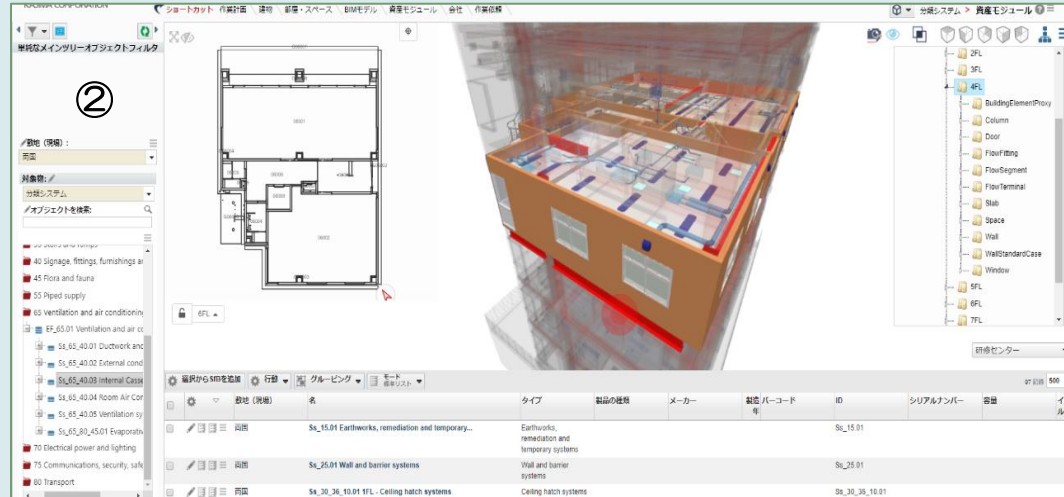 KAJIMA CORPORATION
ショートカット 作業計画 建物 部屋・スペース BIMモデル 資産モジュール 会社 作業依頼
分類システム > 資産モジュール
単純なメインツリーオブジェクトフィルタ
②
敷地 (現場) :
両国
対象物:
分類システム
オブジェクトを検索:
40 Signage, fittings, furnishings ar
45 Flora and fauna
55 Piped supply
65 Ventilation and air conditioning
EF_65.01 Ventilation and air cc
Ss_65_40.01 Ductwork and
Ss_65_40.02 External cond
Ss_65_40.03 Internal Casse
Ss_65_40.04 Room Air Cor
Ss_65_40.05 Ventilation sy
Ss_65_80_45.01 Evaporativ
70 Electrical power and lighting
75 Communications, security, safe
80 Transport
6FL
2FL
3FL
4FL
BuildingElementProxy
Column
Door
FlowFitting
FlowSegment
FlowTerminal
Slab
Space
Wall
WallStandardCase
Window
5FL
6FL
7FL
研修センター
選択からSIBを追加 行動 グルーピング モード 標準リスト
500
敷地 (現場) 名 タイプ 製品の種類 メーカー 製造年 バーコード ID シリアルナンバー 容量
両国 Ss_15.01 Earthworks, remediation and temporary... Earthworks, remediation and temporary systems Ss_15.01
両国 Ss_25.01 Wall and barrier systems Wall and barrier systems Ss_25.01
両国 Ss_30_36_10.01 1FL - Ceiling hatch systems Ceiling hatch systems Ss_30_36_10.01